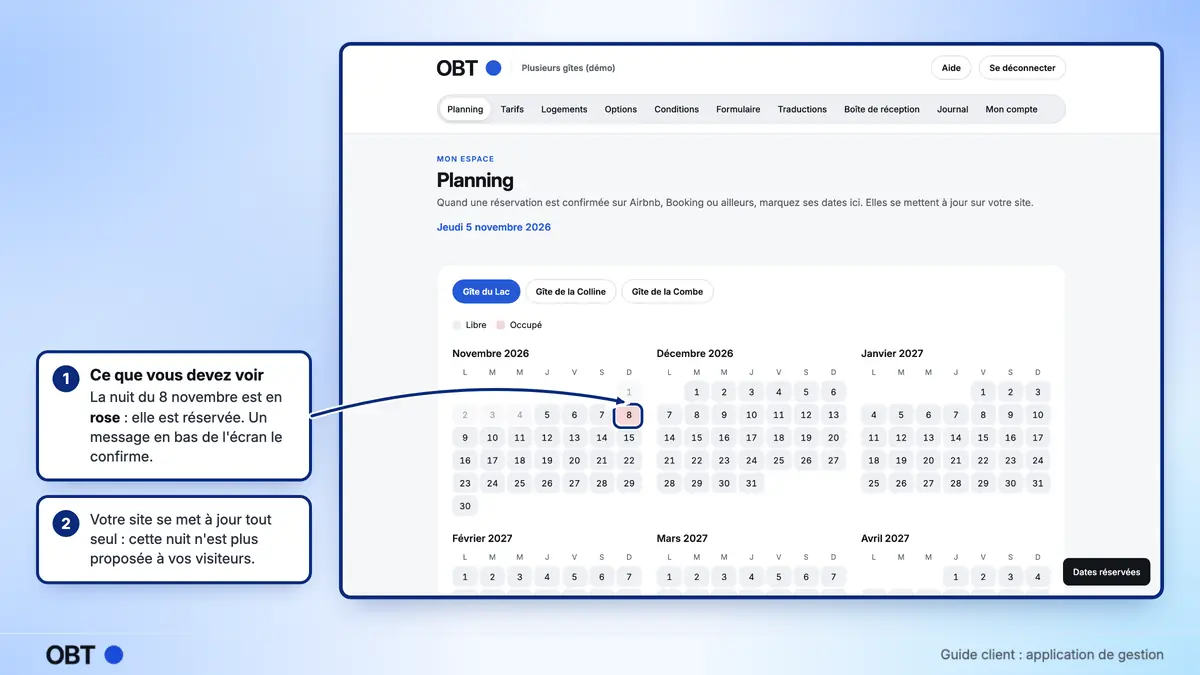 OBT
Plusieurs gîtes (démo)
Aide
Se déconnecter
Planning Tarifs Logements Options Conditions Formulaire Traductions Boîte de réception Journal Mon compte
MON ESPACE
Planning
Quand une réservation est confirmée sur Airbnb, Booking ou ailleurs, marquez ses dates ici. Elles se mettent à jour sur votre site.
Jeudi 5 novembre 2026
Gîte du Lac Gîte de la Colline Gîte de la Combe
Libre Occupé
Novembre 2026
L M M J V S D
1
2 3 4 5 6 7 8
9 10 11 12 13 14 15
16 17 18 19 20 21 22
23 24 25 26 27 28 29
30
Décembre 2026
L M M J V S D
1 2 3 4 5 6
7 8 9 10 11 12 13
14 15 16 17 18 19 20
21 22 23 24 25 26 27
28 29 30 31
Janvier 2027
L M M J V S D
1 2 3
4 5 6 7 8 9 10
11 12 13 14 15 16 17
18 19 20 21 22 23 24
25 26 27 28 29 30 31
Février 2027
L M M J V S D
1 2 3 4 5 6 7
Mars 2027
L M M J V S D
1 2 3 4 5 6 7
Avril 2027
L M M J V S D
1 2 3 4
Dates réservées
1
Ce que vous devez voir
La nuit du 8 novembre est en
rose : elle est réservée. Un
message en bas de l'écran le
confirme.
2
Votre site se met à jour tout
seul : cette nuit n'est plus
proposée à vos visiteurs.
OBT
Guide client : application de gestion